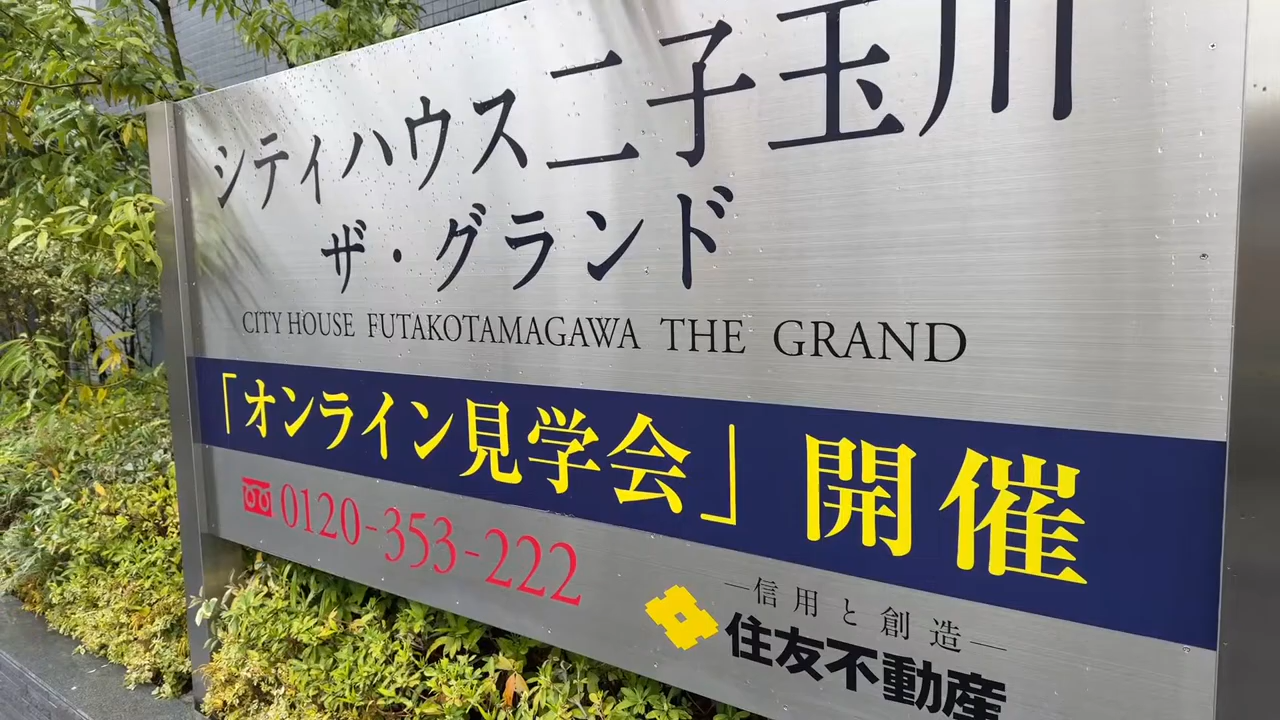 シティハウス二子玉川
ザ・グランド
CITY HOUSE FUTAKOTAMAGAWA THE GRAND
「オンライン見学会」開催
0120-353-222
—信用と創造—
住友不動産